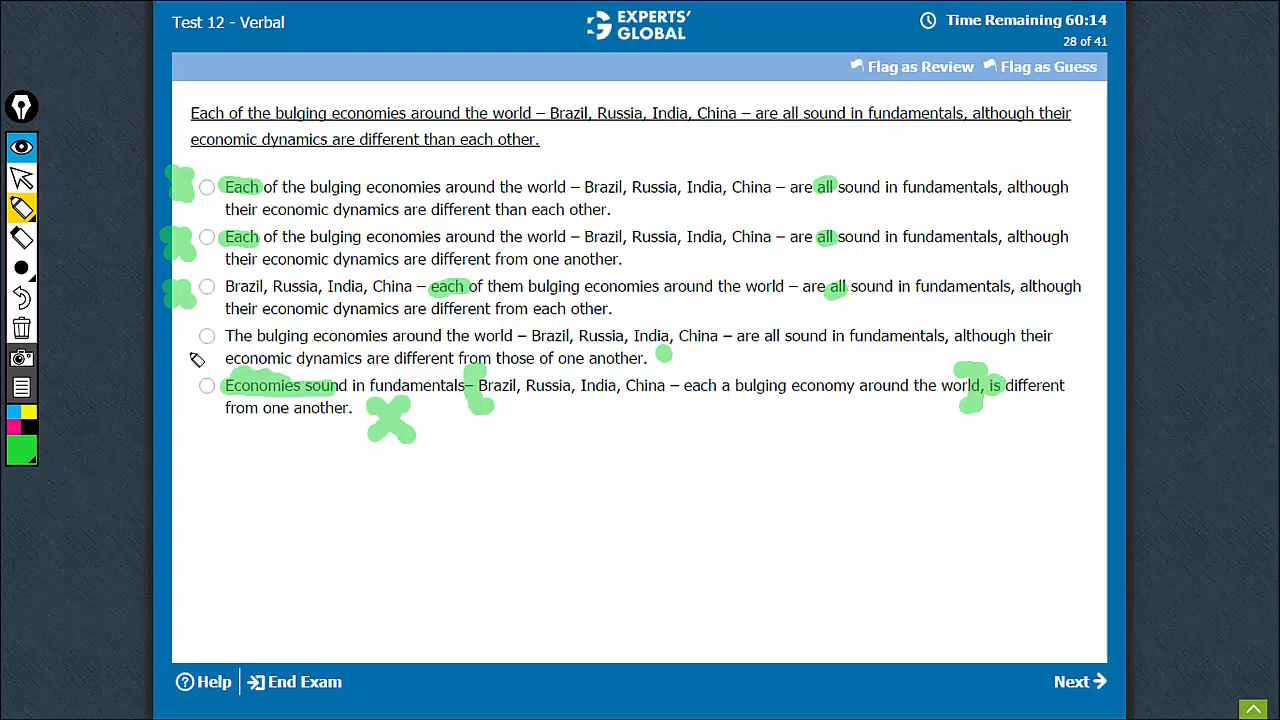 Test 12 - Verbal
EXPERTS'
GLOBAL
Time Remaining 60:14
28 of 41
Flag as Review
Flag as Guess
Each of the bulging economies around the world – Brazil, Russia, India, China – are all sound in fundamentals, although their
economic dynamics are different than each other.
Each of the bulging economies around the world – Brazil, Russia, India, China – are all sound in fundamentals, although
their economic dynamics are different than each other.
Each of the bulging economies around the world – Brazil, Russia, India, China – are all sound in fundamentals, although
their economic dynamics are different from one another.
Brazil, Russia, India, China – each of them bulging economies around the world – are all sound in fundamentals, although
their economic dynamics are different from each other.
The bulging economies around the world – Brazil, Russia, India, China – are all sound in fundamentals, although their
economic dynamics are different from those of one another.
Economies sound in fundamentals– Brazil, Russia, India, China – each a bulging economy around the world, is different
from one another.
Help
End Exam
Next